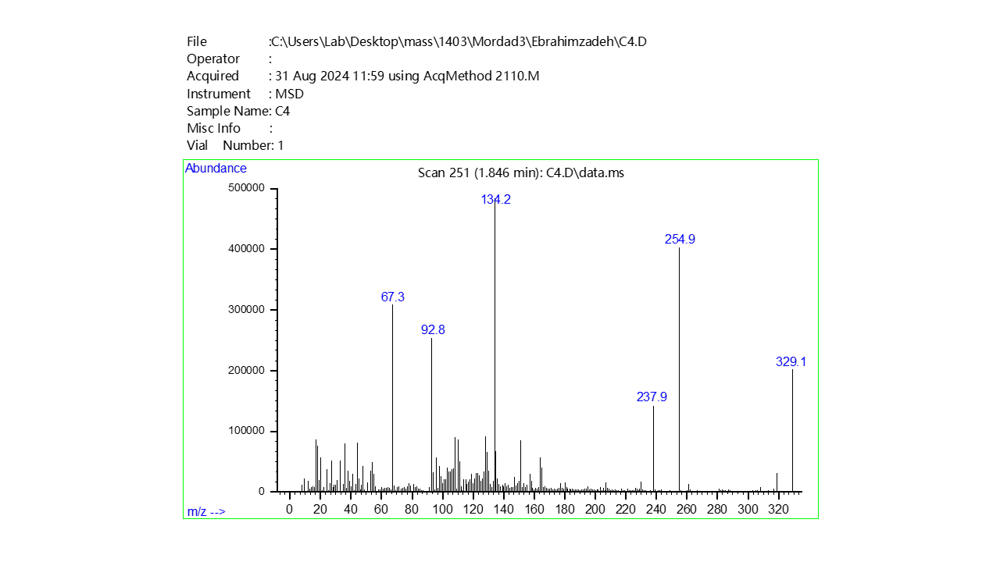 File :C:\Users\Lab\Desktop\mass\1403\Mordad3\Ebrahimzadeh\C4.D
Operator :
Acquired : 31 Aug 2024 11:59 using AcqMethod 2110.M
Instrument : MSD
Sample Name: C4
Misc Info :
Vial Number: 1
Abundance
Scan 251 (1.846 min): C4.D\data.ms
500000
134.2
254.9
400000
67.3
300000
92.8
329.1
200000
237.9
100000
0
0 20 40 60 80 100 120 140 160 180 200 220 240 260 280 300 320
m/z -->